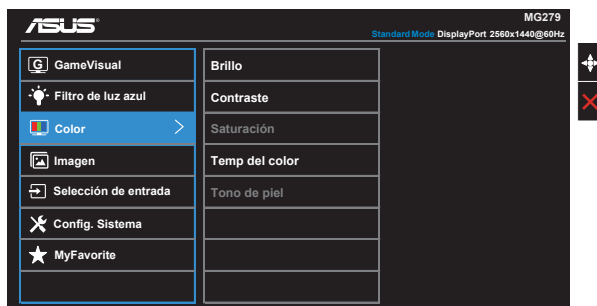 ASUS
MG279
Standard Mode DisplayPort 2560x1440@60Hz
G GameVisual
Filtro de luz azul
Color
Imagen
Selección de entrada
Config. Sistema
MyFavorite
Brillo
Contraste
Saturación
Temp del color
Tono de piel